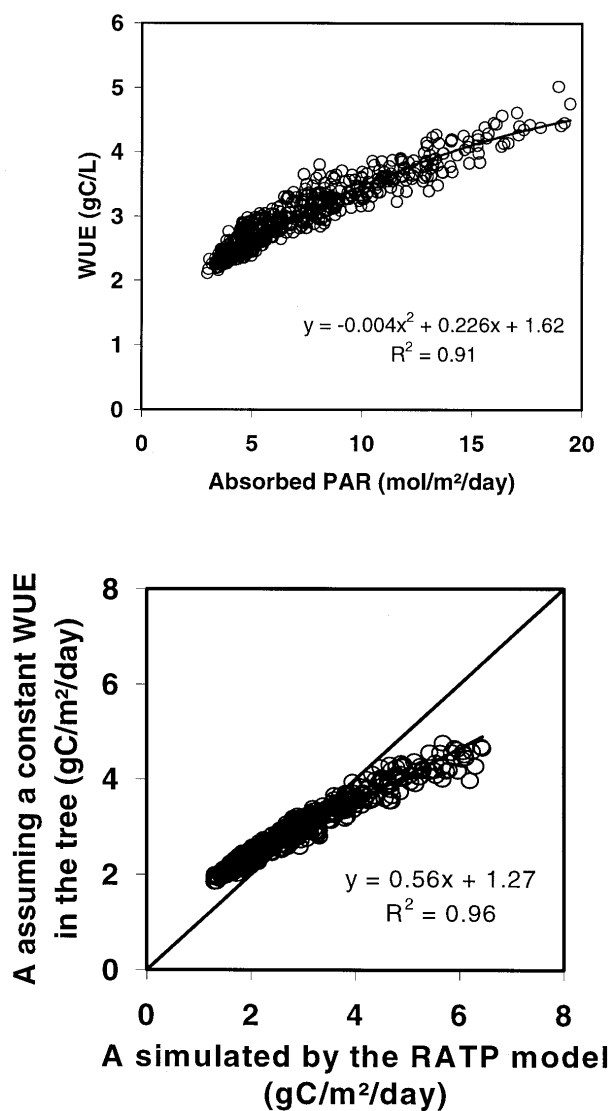 6
5
4
3
2
1
0
WUE (gC/L)
y = -0.004x² + 0.226x + 1.62
R² = 0.91
0 5 10 15 20
Absorbed PAR (mol/m²/day)
8
6
4
2
0
A assuming a constant WUE
in the tree (gC/m²/day)
y = 0.56x + 1.27
R² = 0.96
0 2 4 6 8
A simulated by the RATP model
(gC/m²/day)